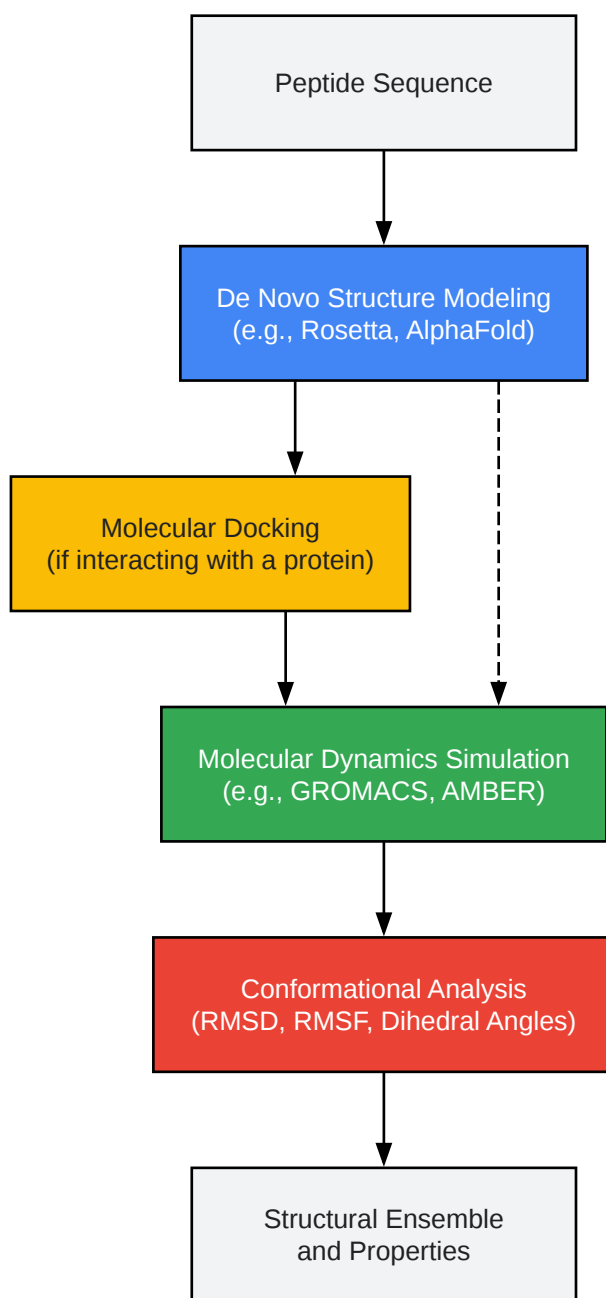 Peptide Sequence
De Novo Structure Modeling
(e.g., Rosetta, AlphaFold)
Molecular Docking
(if interacting with a protein)
Molecular Dynamics Simulation
(e.g., GROMACS, AMBER)
Conformational Analysis
(RMSD, RMSF, Dihedral Angles)
Structural Ensemble
and Properties